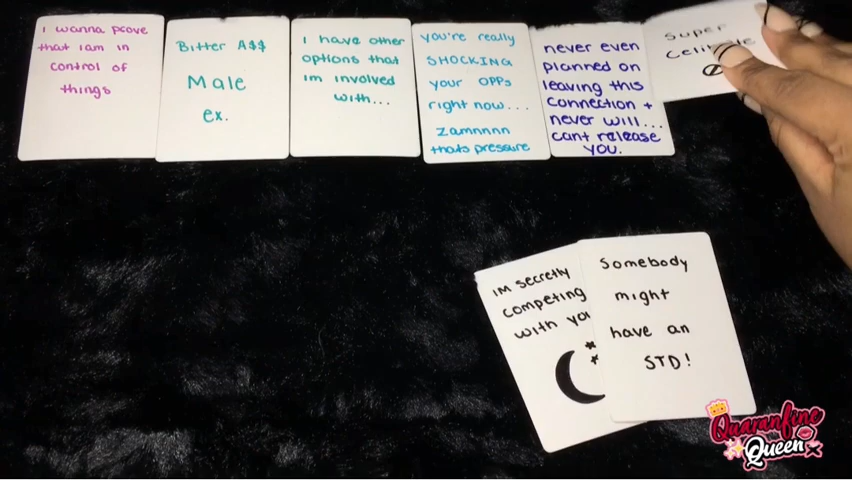 I wanna prove
that iam in
control of
things
Bitter A$$
Male
ex.
I have other
options that
im involved
with...
you're really
SHOCKING
your OPPs
right now...
zamnnnn
thats pressure
never even
planned on
leaving this
connection +
never will...
cant release
YOU.
Super
IM secretly
competing
with you
Somebody
might
have an
STD!
Quaranfine
Queen